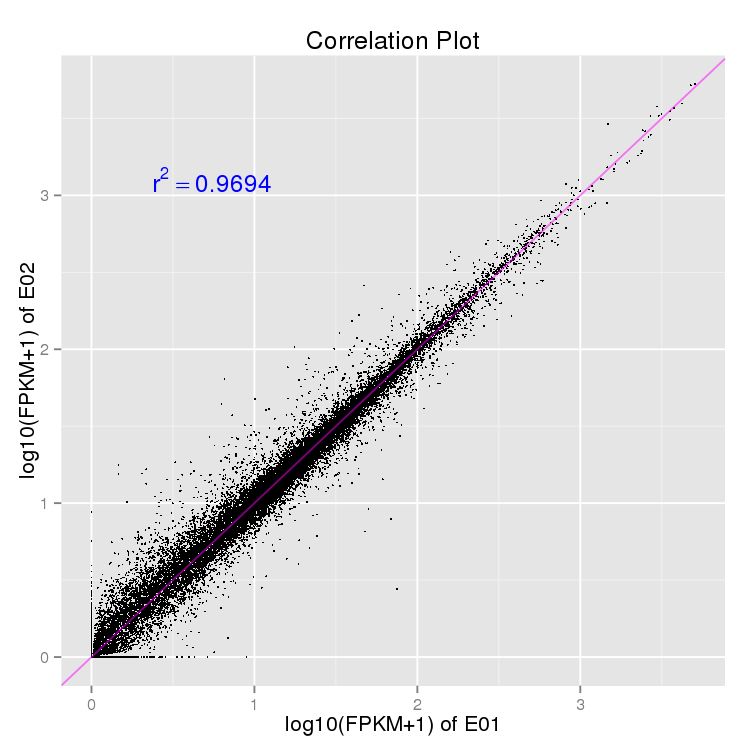 Correlation Plot
r² = 0.9694
3
2
1
0
log10(FPKM+1) of E02
0 1 2 3
log10(FPKM+1) of E01